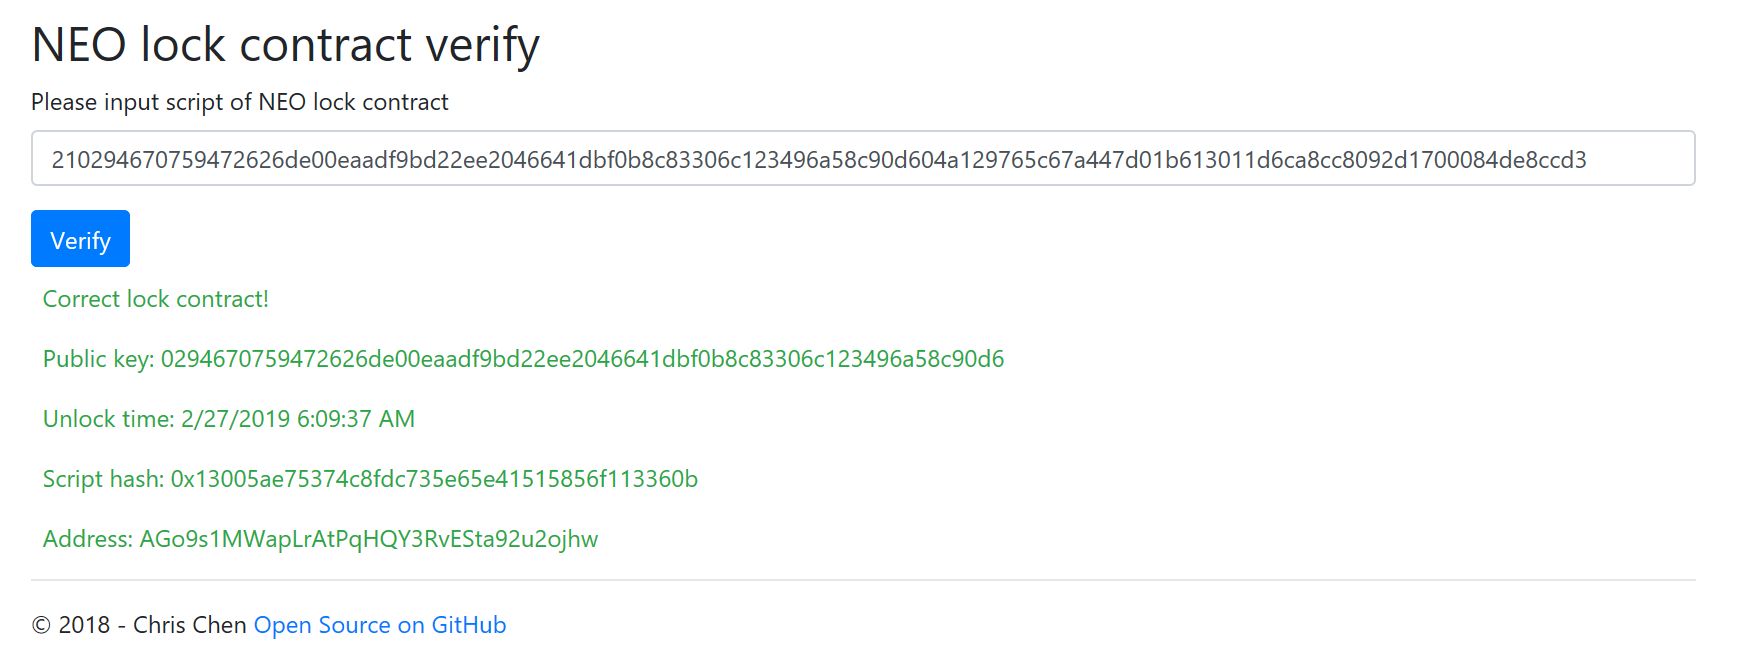 NEO lock contract verify
Please input script of NEO lock contract
210294670759472626de00eaadf9bd22ee2046641dbf0b8c83306c123496a58c90d604a129765c67a447d01b613011d6ca8cc8092d1700084de8ccd3
Verify
Correct lock contract!
Public key: 0294670759472626de00eaadf9bd22ee2046641dbf0b8c83306c123496a58c90d6
Unlock time: 2/27/2019 6:09:37 AM
Script hash: 0x13005ae75374c8fdc735e65e41515856f113360b
Address: AGo9s1MWapLrAtPqHQY3RvESta92u2ojhw
© 2018 - Chris Chen Open Source on GitHub